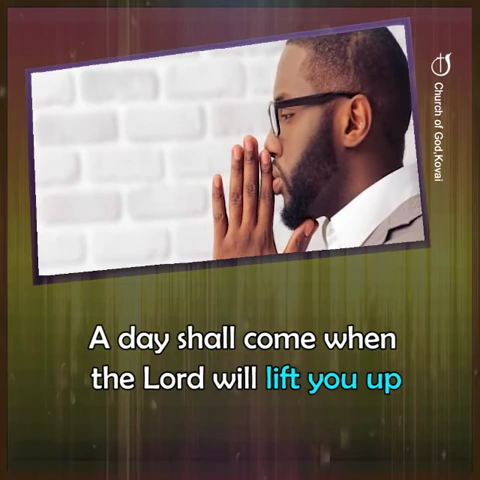 Church of God,Kovai
A day shall come when
the Lord will lift you up